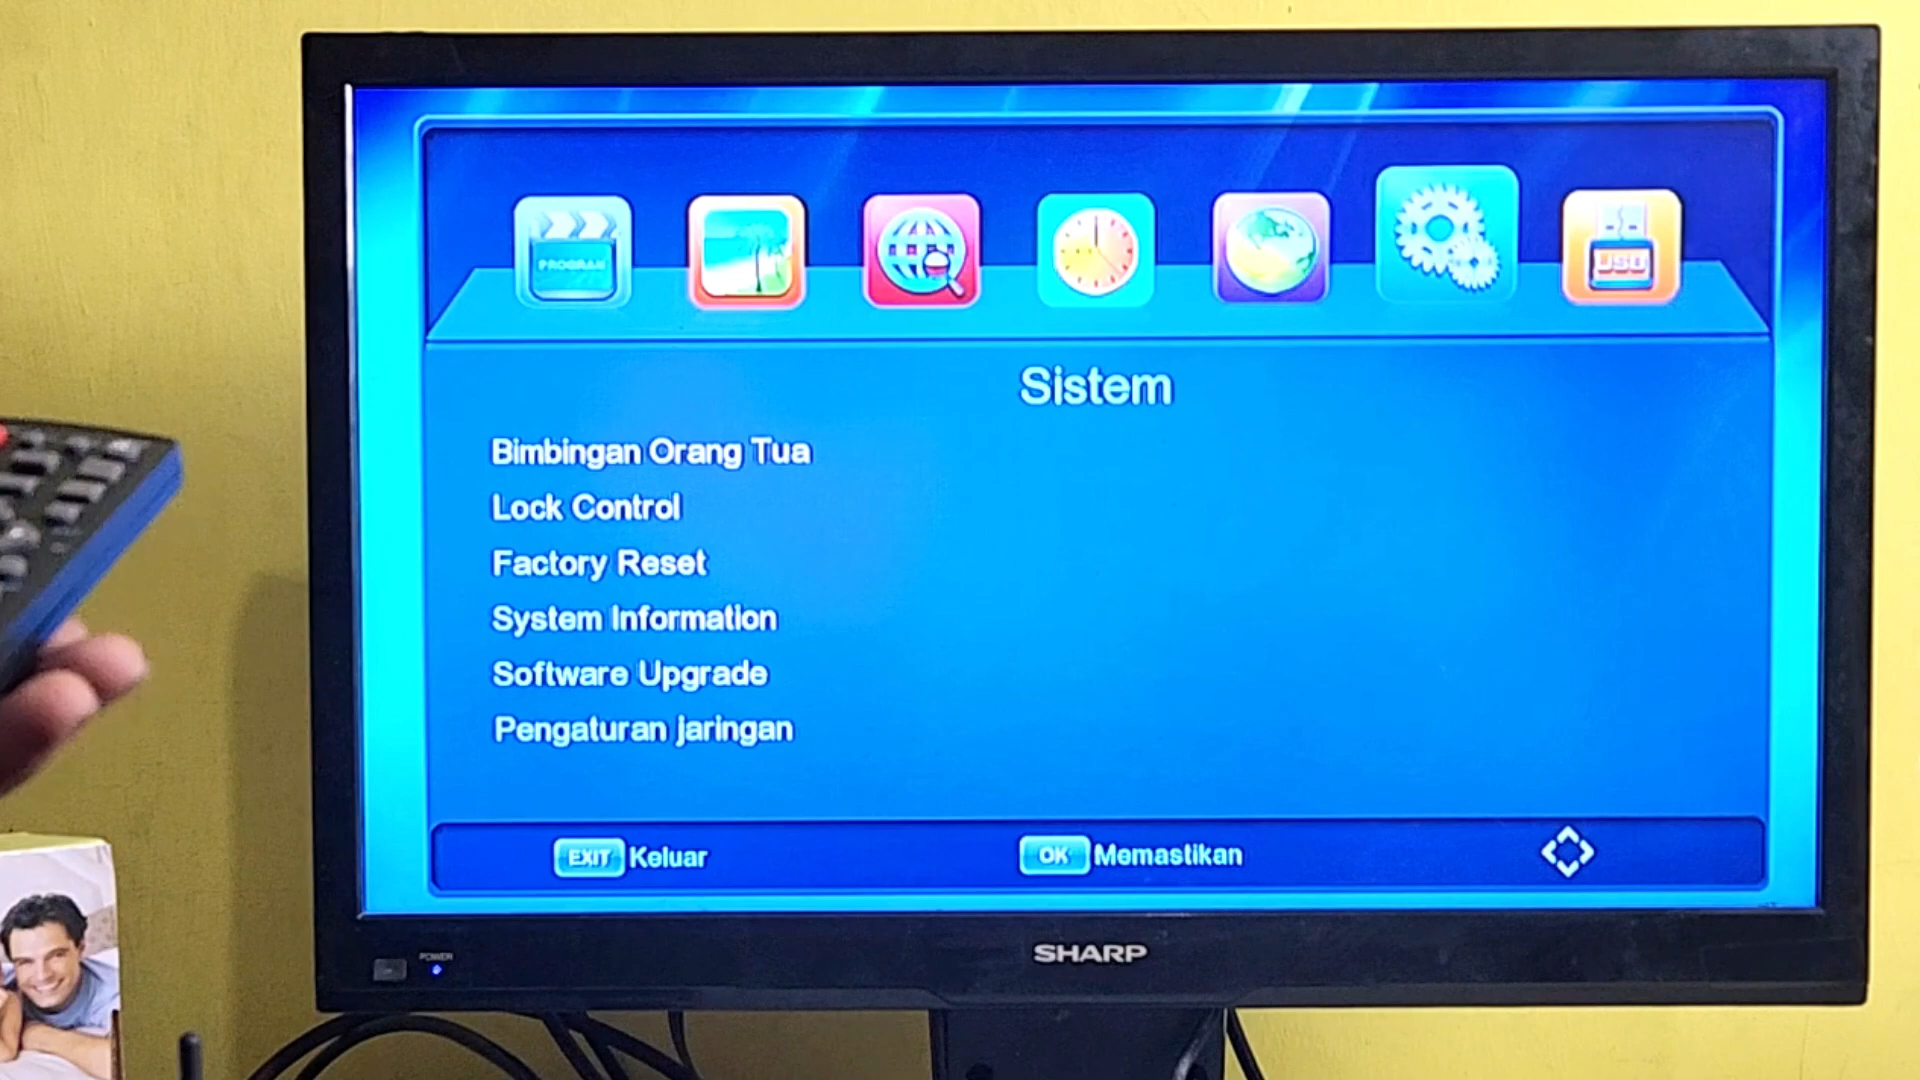 PROGRAM
USB
Sistem
Bimbingan Orang Tua
Lock Control
Factory Reset
System Information
Software Upgrade
Pengaturan jaringan
EXIT Keluar
OK Memastikan
POWER
SHARP